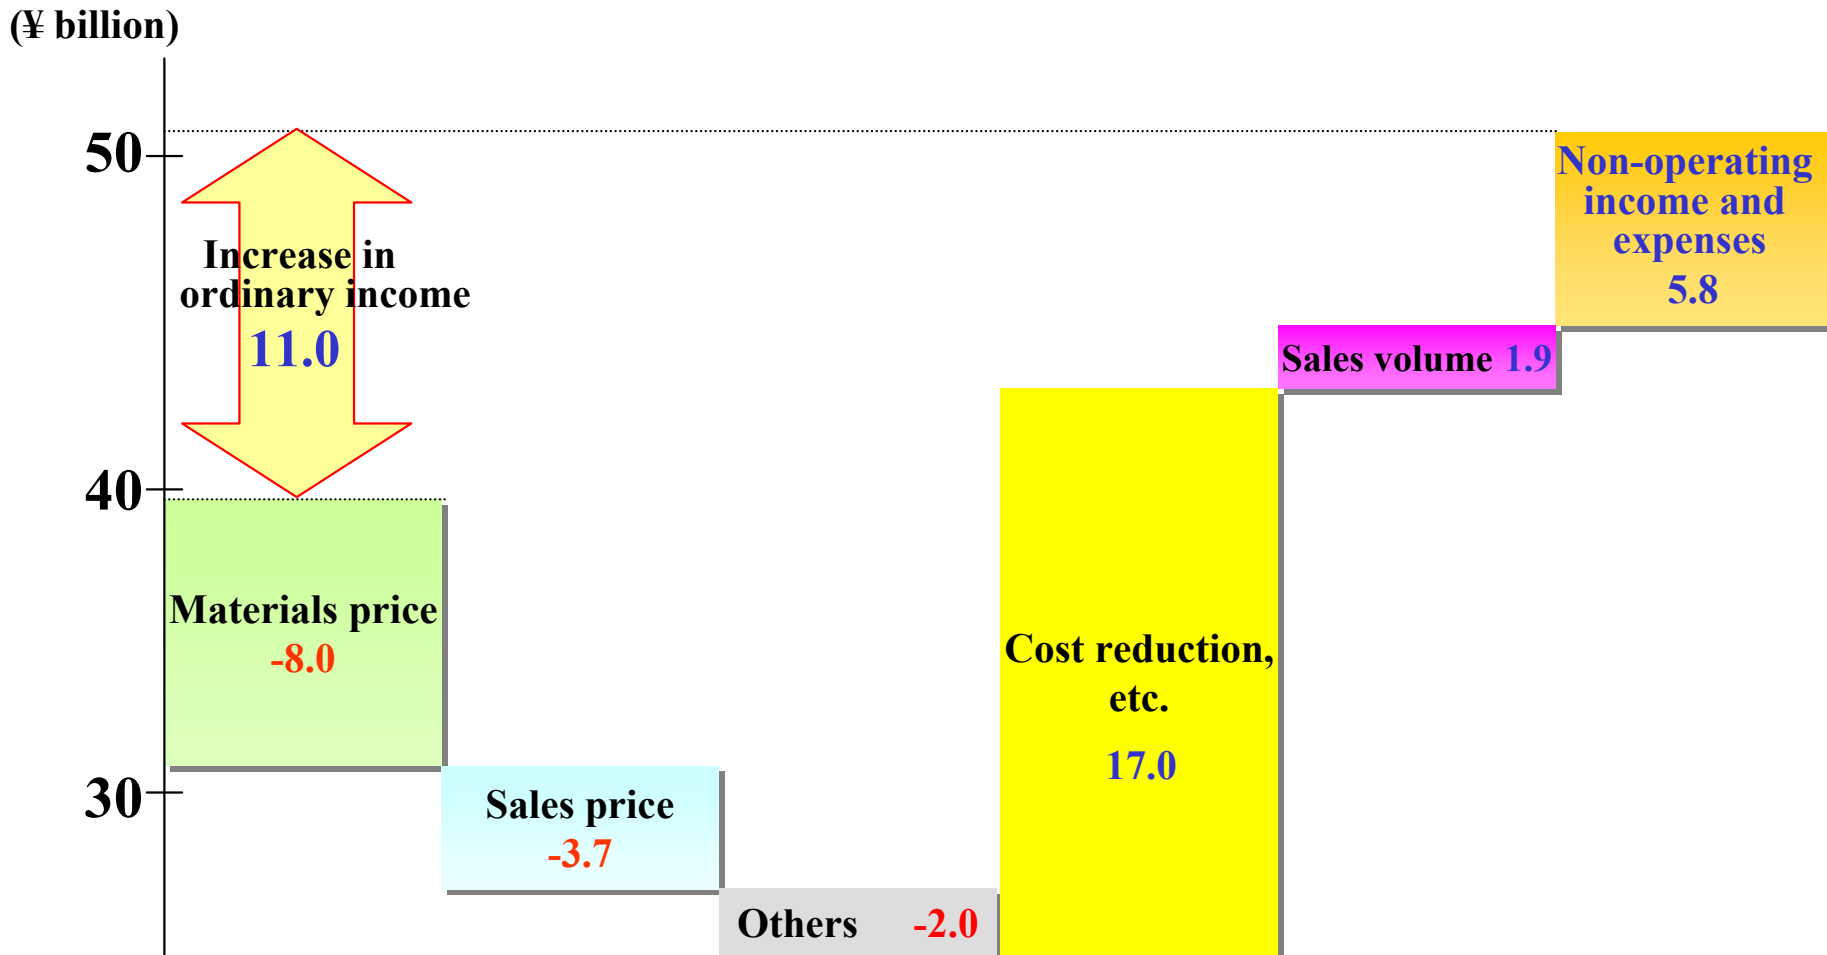 (¥ billion)
50
Non-operating
income and
expenses
5.8
Increase in
ordinary income
11.0
Sales volume 1.9
40
Materials price
-8.0
Cost reduction,
etc.
17.0
30
Sales price
-3.7
Others -2.0